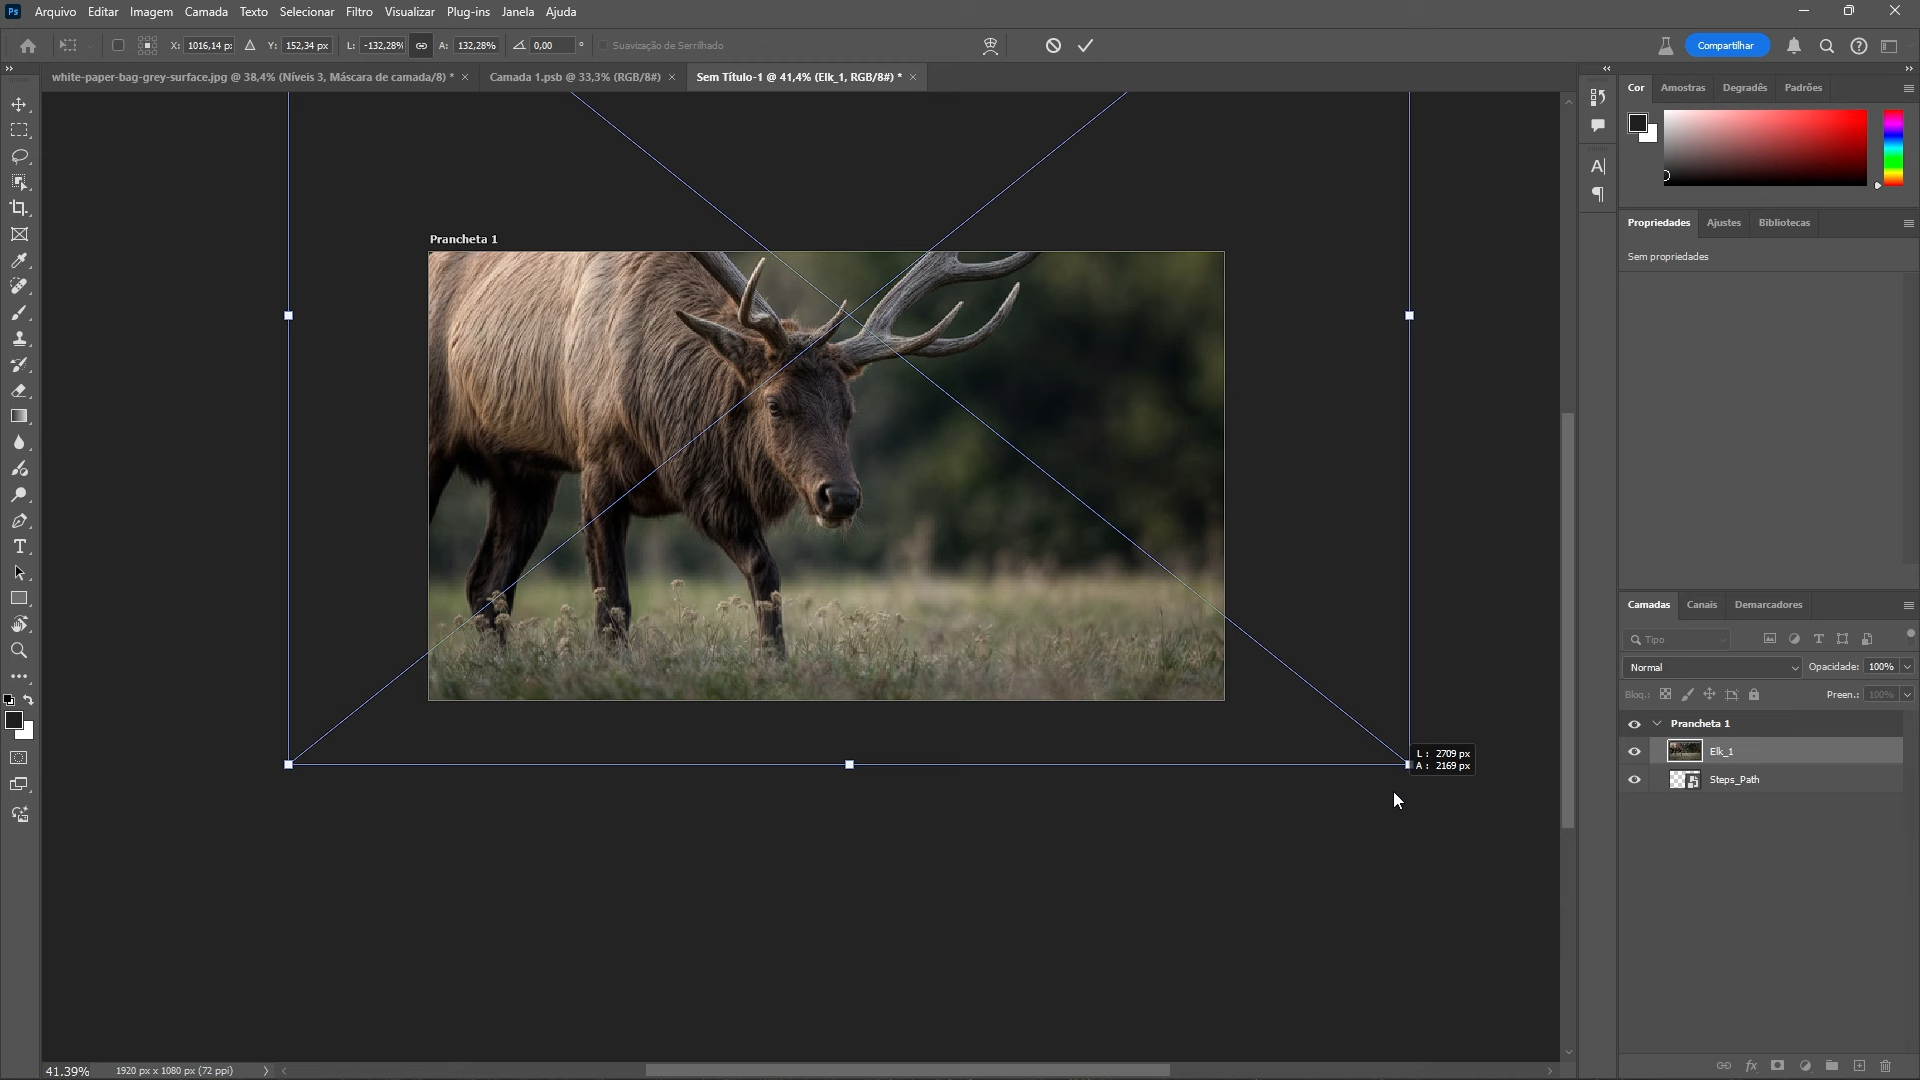 Ps Arquivo Editar Imagem Camada Texto Selecionar Filtro Visualizar Plug-ins Janela Ajuda
X: 1016,14 p: Y: 152,34 px L: -132,28% A: 132,28% 0,00 ° Suavização de Serrilhado Compartilhar
white-paper-bag-grey-surface.jpg @ 38,4% (Níveis 3, Máscara de camada/8) * × Camada 1.psb @ 33,3% (RGB/8#) × Sem Título-1 @ 41,4% (Elk_1, RGB/8#) * ×
Cor Amostras Degradês Padrões
Propriedades Ajustes Bibliotecas
Sem propriedades
Prancheta 1
L: 2709 px
A: 2169 px
Camadas Canais Demarcadores
Tipo
Normal Opacidade: 100%
Bloq.: Preen.: 100%
Prancheta 1
Elk_1
Steps_Path
41.39% 1920 px x 1080 px (72 ppi)